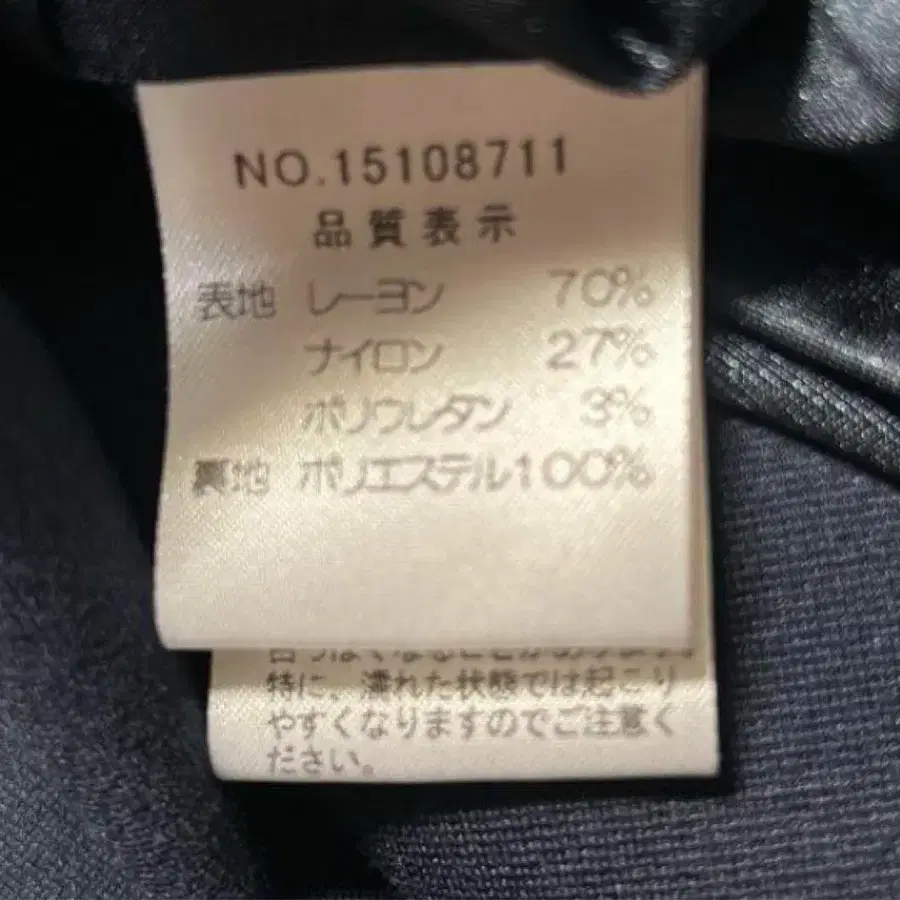 NO.15108711
品質表示
表地 レーヨン 70%
ナイロン 27%
ポリウレタン 3%
裏地 ポリエステル100%
特に、濡れた状態では起こり
やすくなりますのでご注意く
ださい。